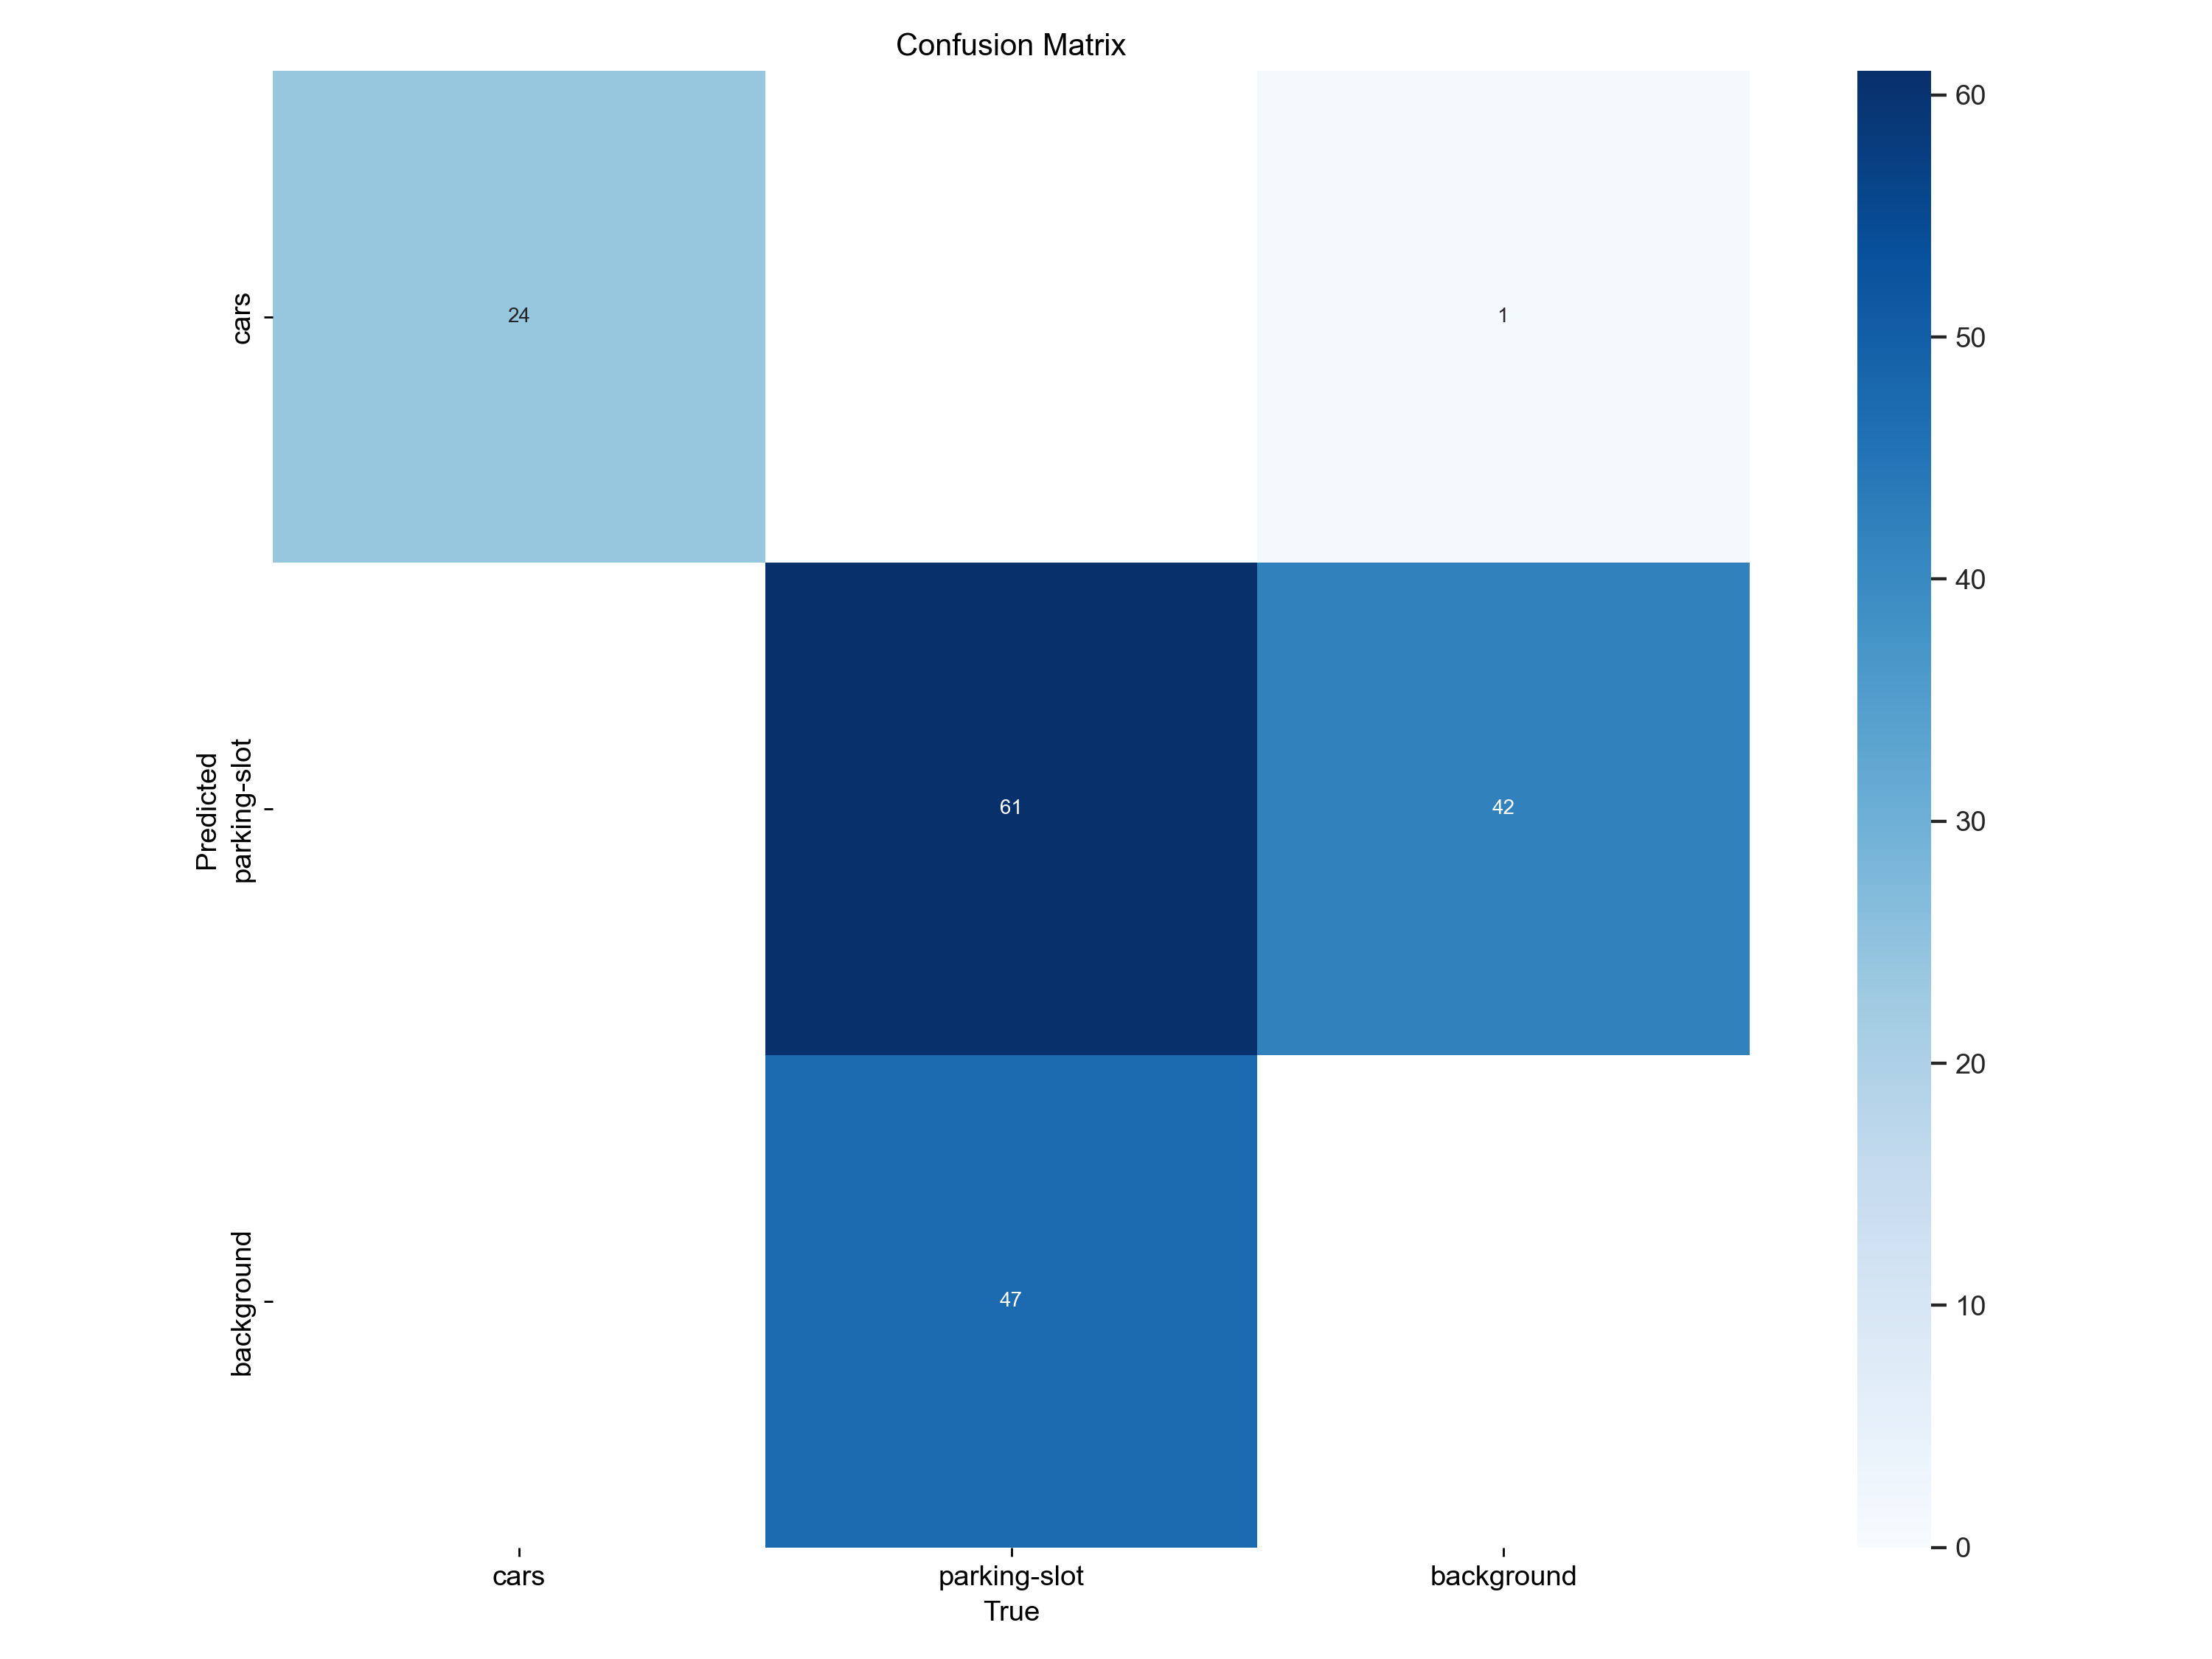 Confusion Matrix
cars
24
1
Predicted
parking-slot
61
42
background
47
cars
parking-slot
background
True
60
50
40
30
20
10
0